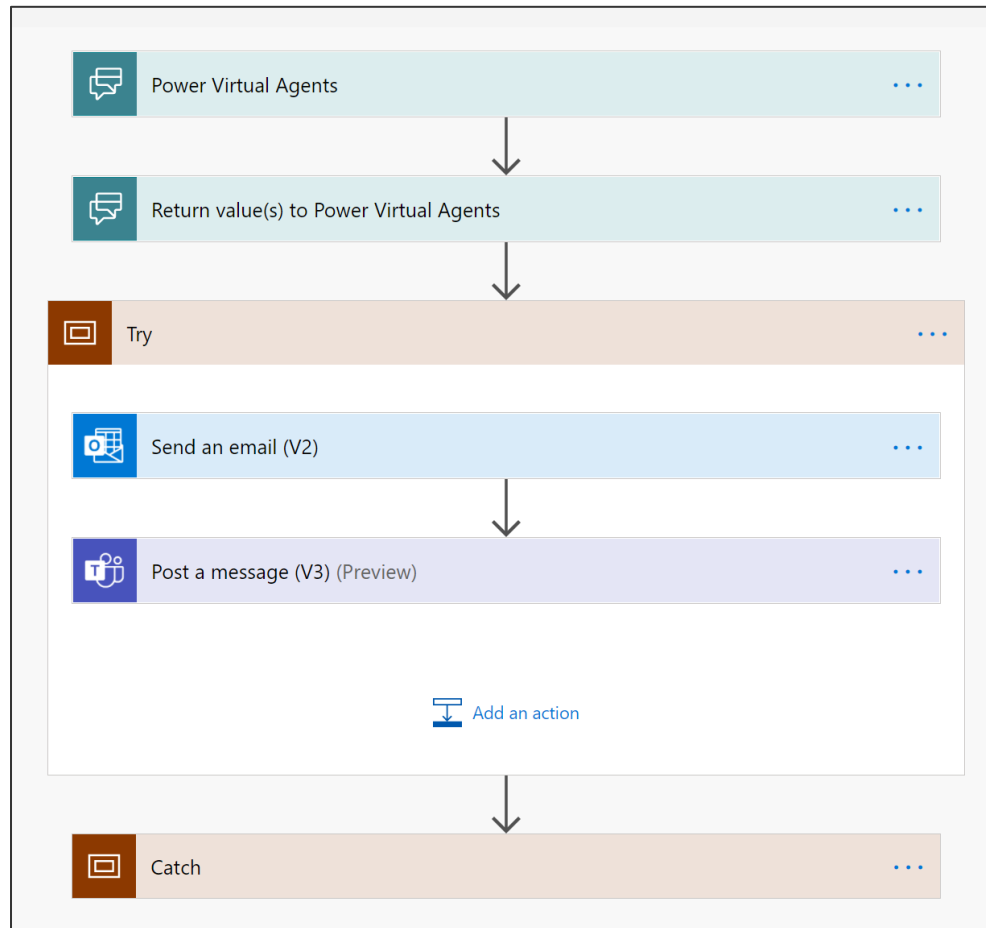 Power Virtual Agents
Return value(s) to Power Virtual Agents
Try
Send an email (V2)
Post a message (V3) (Preview)
Add an action
Catch